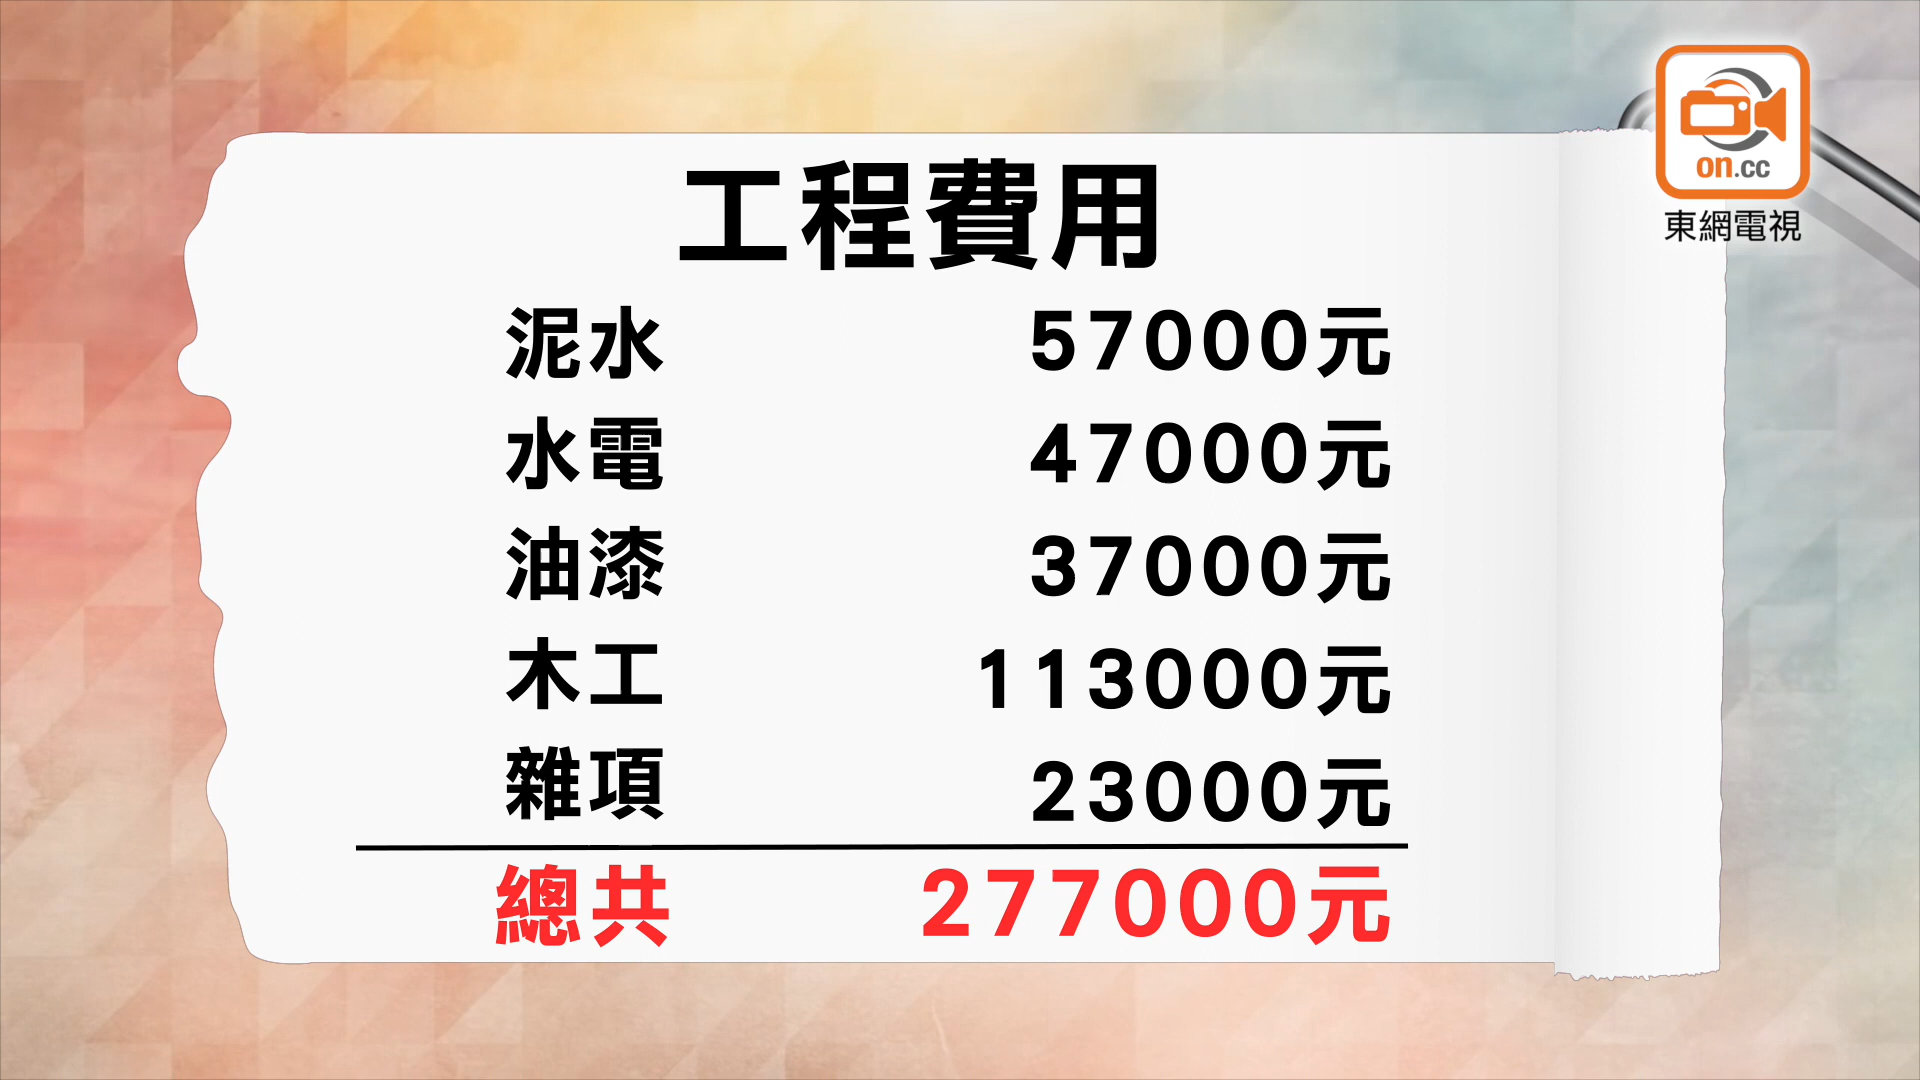 on.cc
東網電視
工程費用
泥水 57000元
水電 47000元
油漆 37000元
木工 113000元
雜項 23000元
總共 277000元